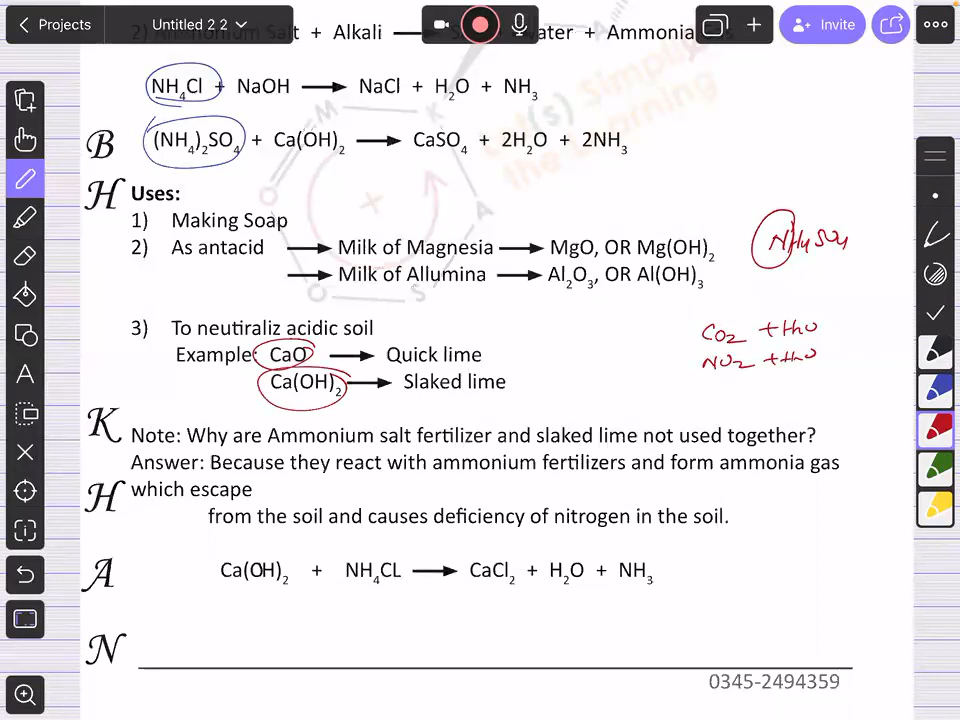 Projects
Untitled 2 2
Invite
2) Ammonium Salt + Alkali Water + Ammonia Gas
NH₄Cl + NaOH → NaCl + H₂O + NH₃
B
(NH₄)₂SO₄ + Ca(OH)₂ → CaSO₄ + 2H₂O + 2NH₃
H
Uses:
1) Making Soap
2) As antacid → Milk of Magnesia → MgO, OR Mg(OH)₂
NH₄SO₄
→ Milk of Allumina → Al₂O₃, OR Al(OH)₃
3) To neutraliz acidic soil
CO₂ + H₂O
Example: CaO → Quick lime
NO₂ + H₂O
Ca(OH)₂ → Slaked lime
K
Note: Why are Ammonium salt fertilizer and slaked lime not used together?
Answer: Because they react with ammonium fertilizers and form ammonia gas
H
which escape
from the soil and causes deficiency of nitrogen in the soil.
A
Ca(OH)₂ + NH₄CL → CaCl₂ + H₂O + NH₃
N
0345-2494359
M
A
O
S
Simpli
the Learning